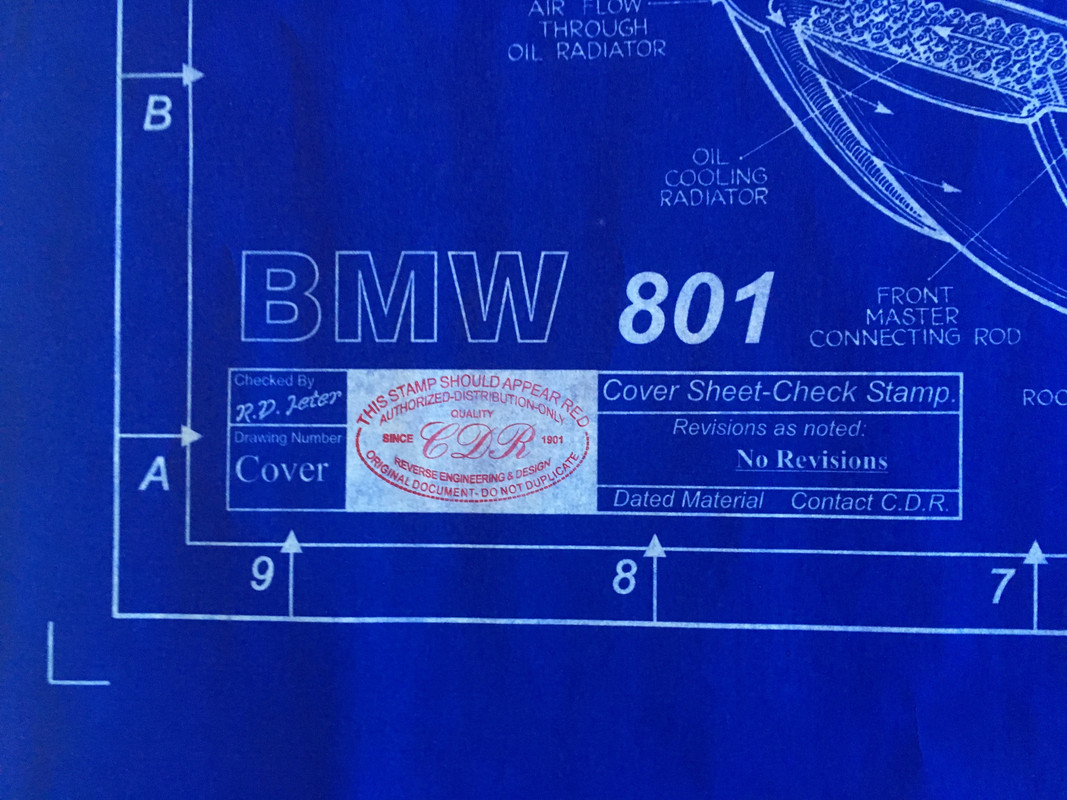 AIR FLOW
THROUGH
OIL RADIATOR
B
OIL
COOLING
RADIATOR
BMW 801
FRONT
MASTER
CONNECTING ROD
ROC
Checked By
R.D. Jeter
Drawing Number
Cover
THIS STAMP SHOULD APPEAR RED
AUTHORIZED-DISTRIBUTION-ONLY
QUALITY
SINCE CDR 1901
REVERSE ENGINEERING & DESIGN
ORIGINAL DOCUMENT- DO NOT DUPLICATE
Cover Sheet-Check Stamp.
Revisions as noted:
No Revisions
Dated Material Contact C.D.R.
A
9 8 7